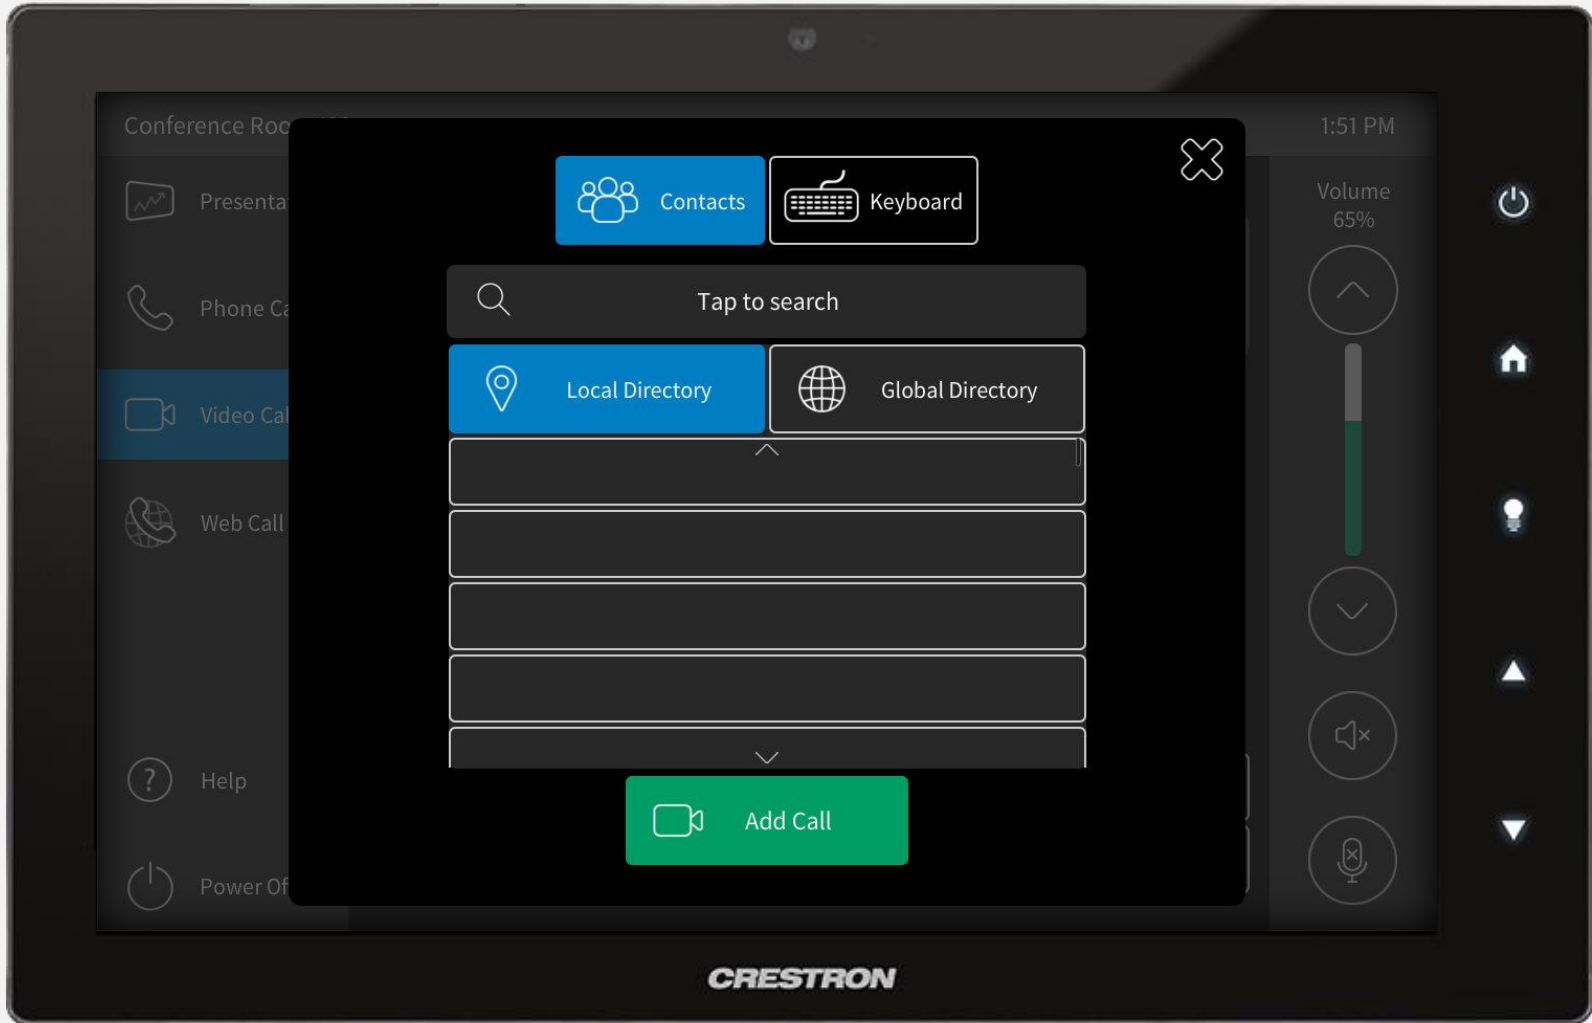 Conference Roo
1:51 PM
Contacts
Keyboard
Presenta
Volume
65%
Tap to search
Phone Ca
Local Directory
Global Directory
Video Cal
Web Call
Help
Add Call
Power Of
CRESTRON